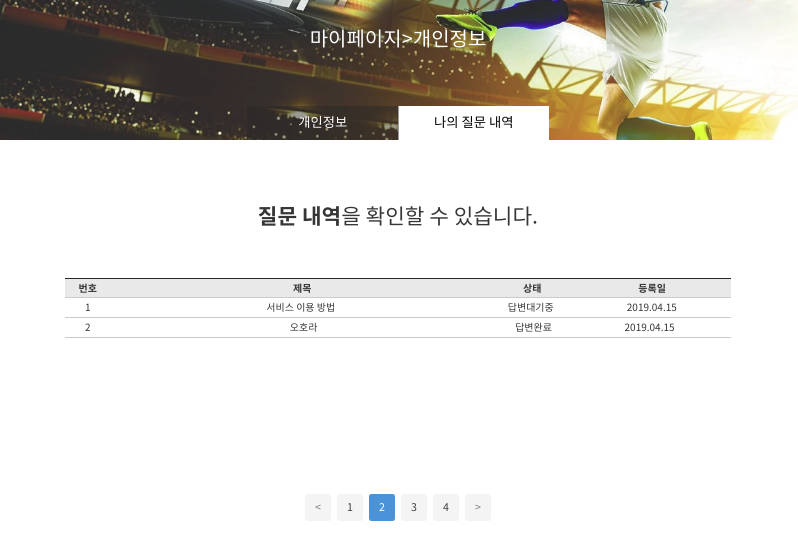 마이페이지>개인정보
개인정보 나의 질문 내역
질문 내역을 확인할 수 있습니다.
번호 제목 상태 등록일
1 서비스 이용 방법 답변대기중 2019.04.15
2 오호라 답변완료 2019.04.15
< 1 2 3 4 >